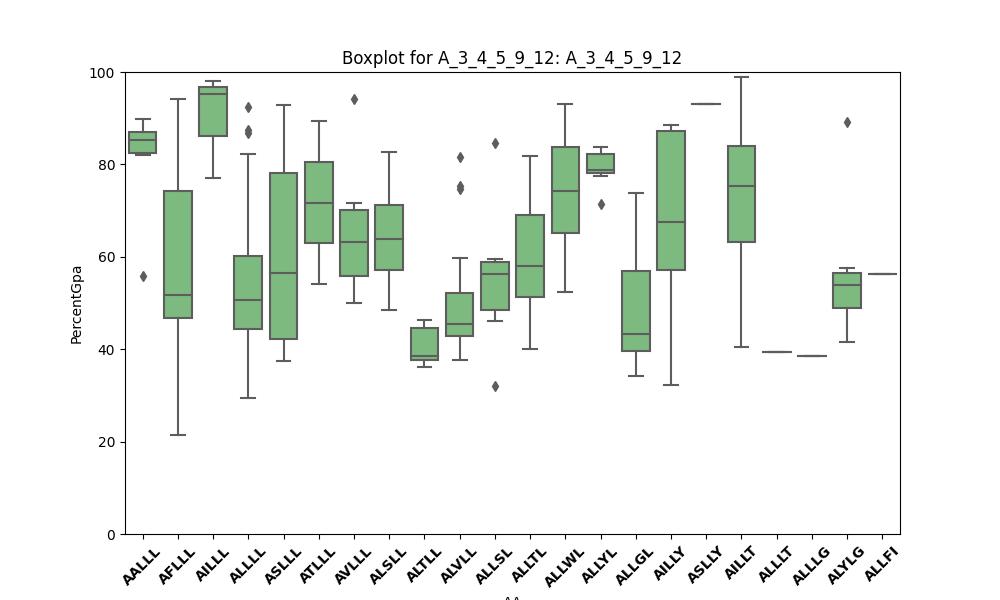 Boxplot for A_3_4_5_9_12: A_3_4_5_9_12
100
80
60
40
20
0
PercentGpa
AALLL AFLLL AILLL ALLLL ASLLL ATLLL AVLLL ALSLL ALTLL ALVLL ALLSL ALLTL ALLWL ALLYL ALLGL AILLY ASLLY AILLT ALLLT ALLLG ALYLG ALLFI